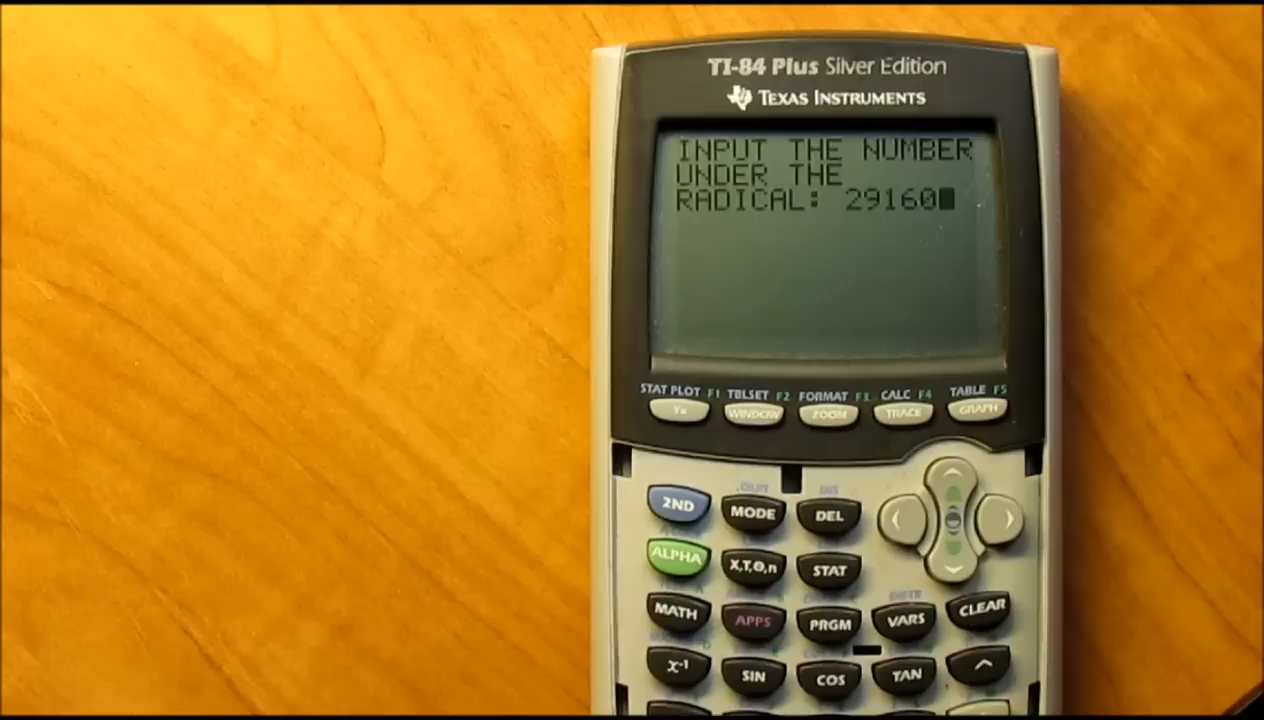 TI-84 Plus Silver Edition
TEXAS INSTRUMENTS
INPUT THE NUMBER
UNDER THE
RADICAL: 29160
STAT PLOT F1 TBLSET F2 FORMAT F3 CALC F4 TABLE F5
Y= WINDOW ZOOM TRACE GRAPH
2ND MODE DEL
ALPHA X,T,Θ,n STAT
MATH APPS PRGM VARS CLEAR
x⁻¹ SIN COS TAN ^